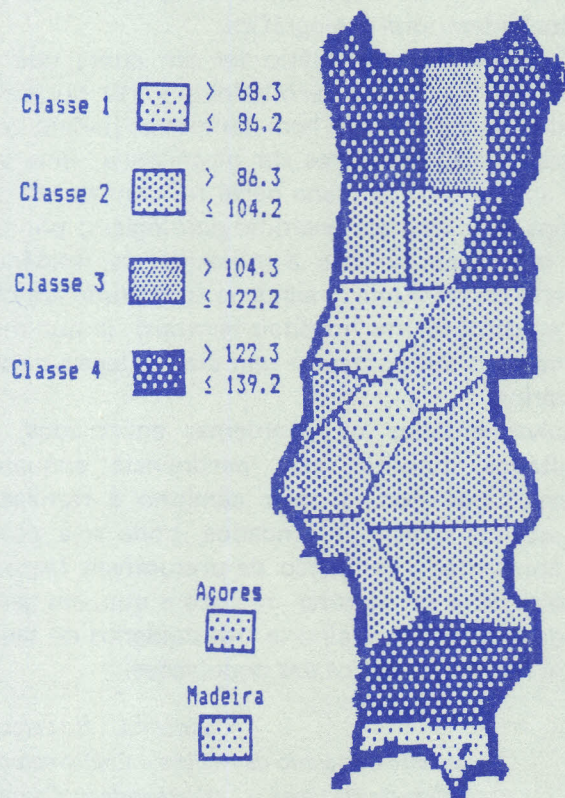 Classe 1 > 68.3
≤ 86.2
Classe 2 > 86.3
≤ 104.2
Classe 3 > 104.3
≤ 122.2
Classe 4 > 122.3
≤ 139.2
Açores
Madeira